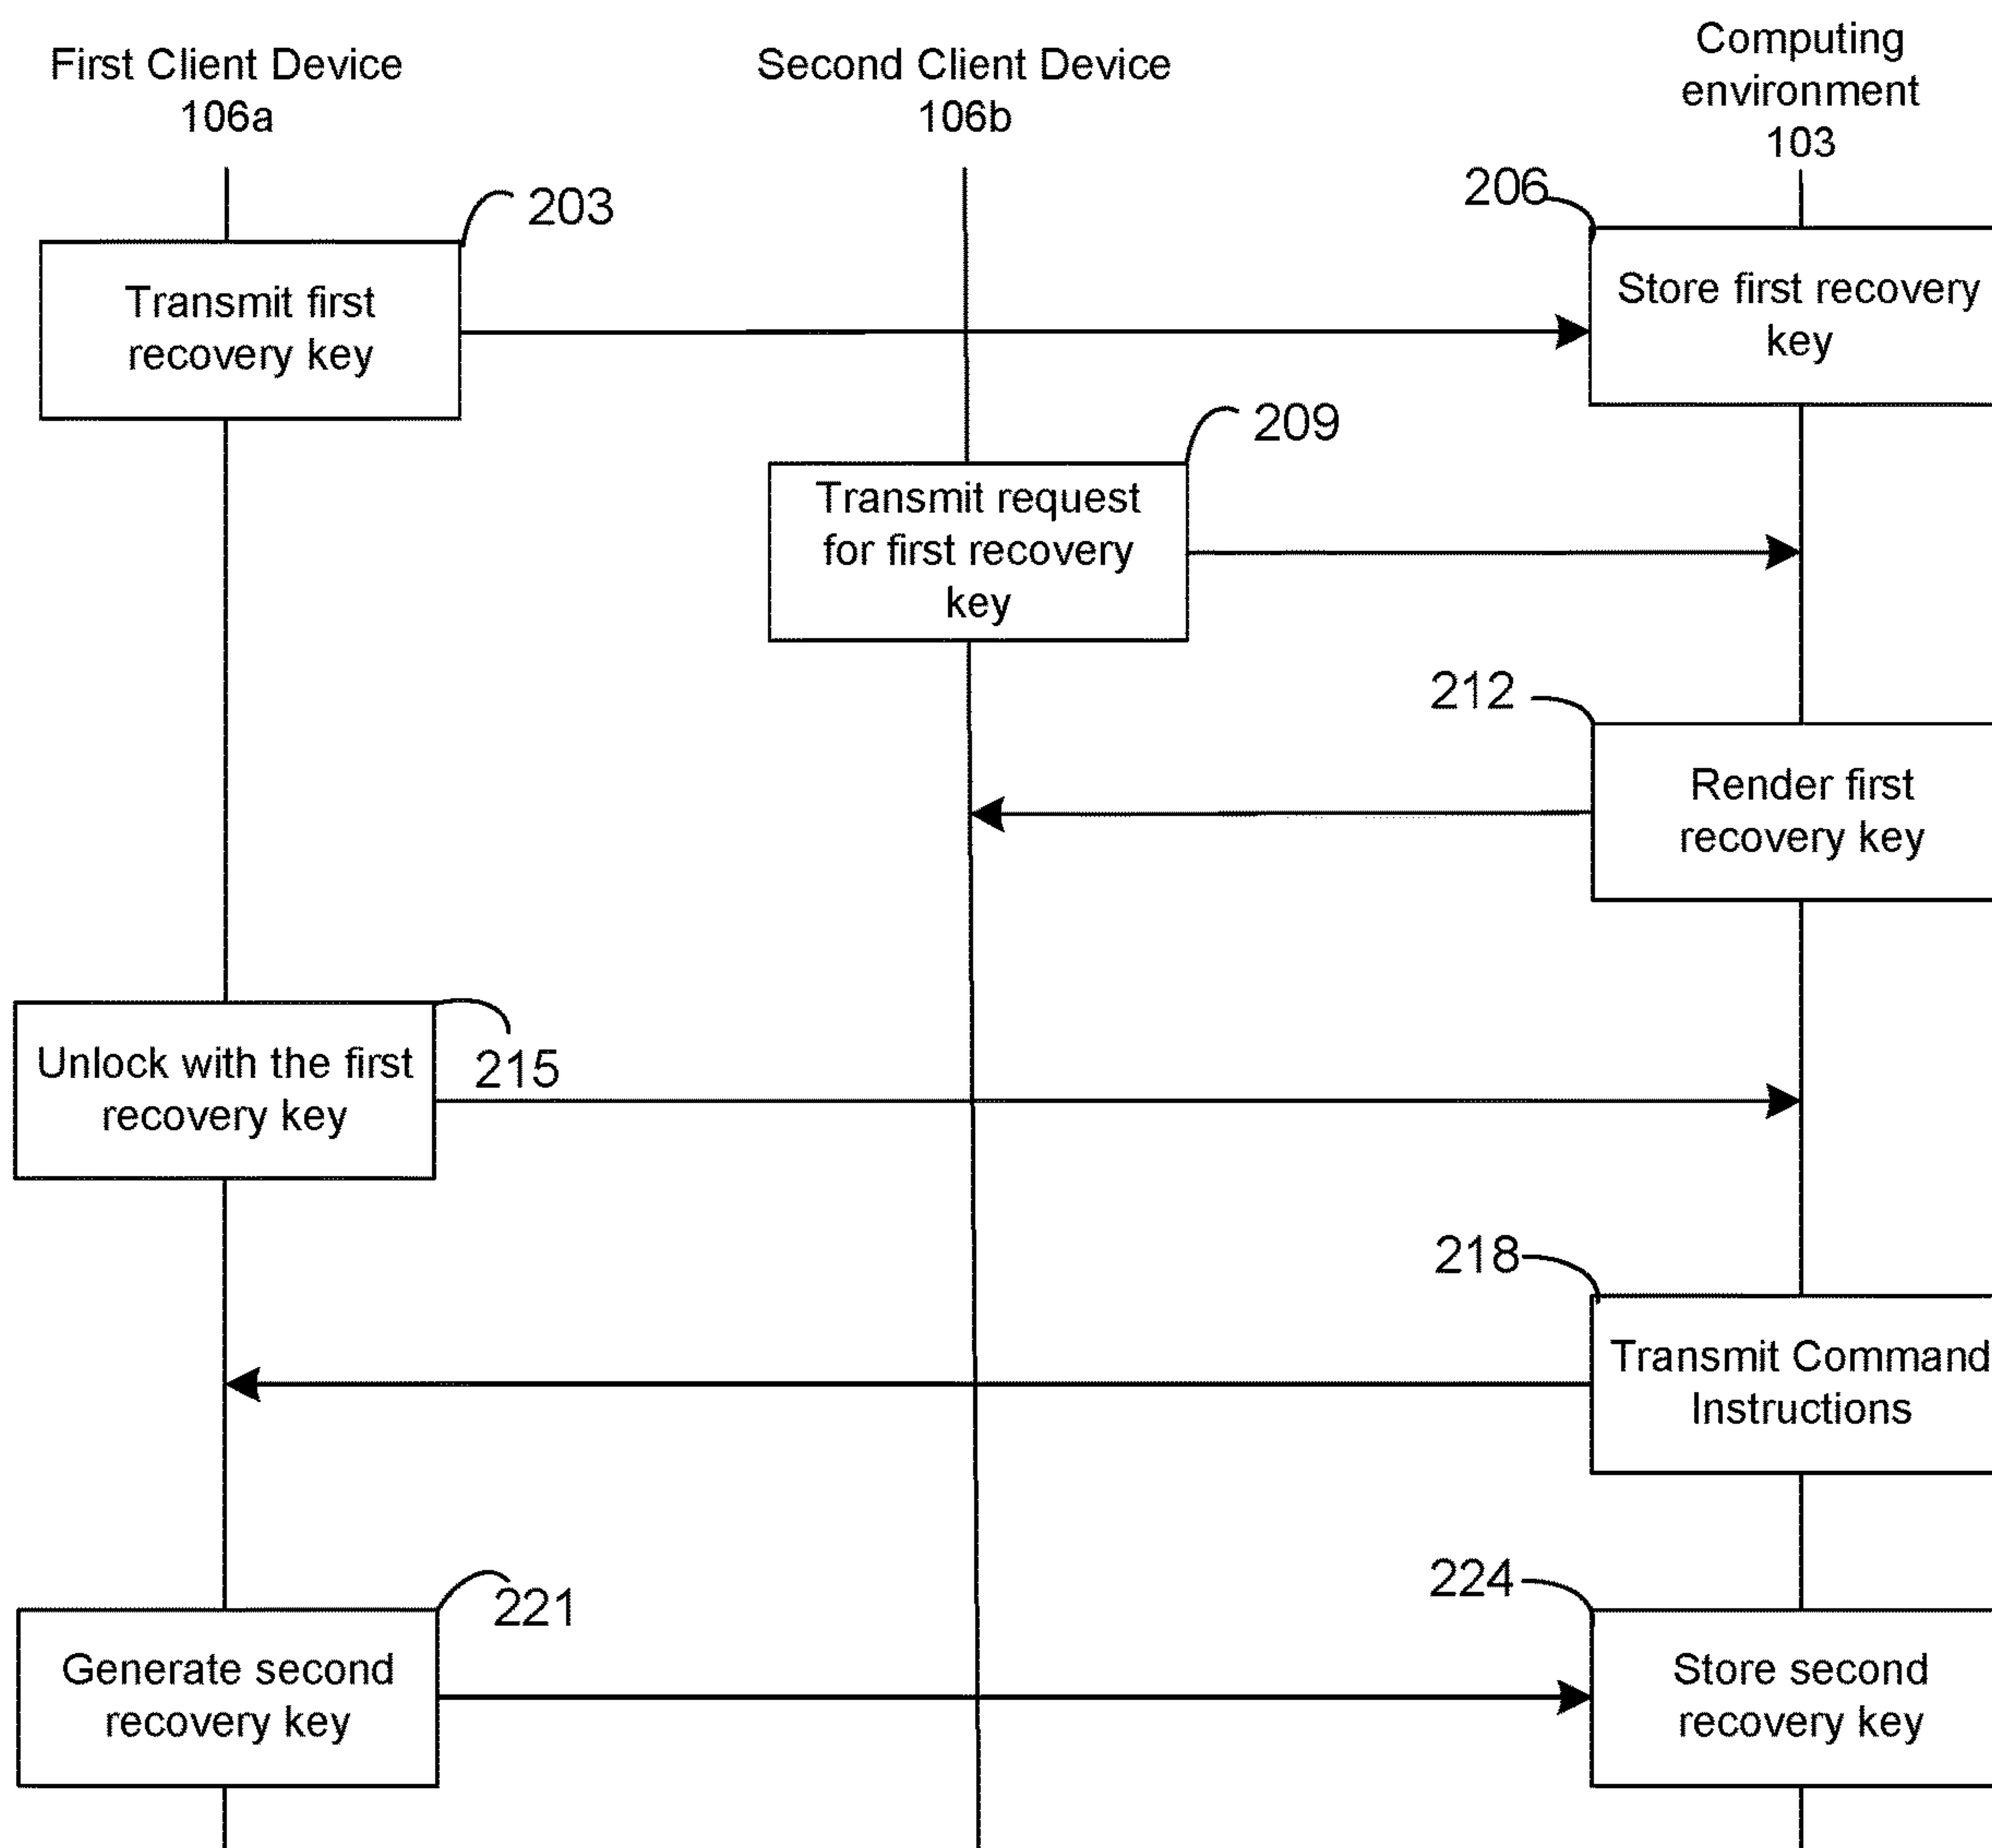 First Client Device
106a
Second Client Device
106b
Computing
environment
103
203
206
Transmit first
recovery key
Store first recovery
key
209
Transmit request
for first recovery
key
212
Render first
recovery key
Unlock with the first
recovery key
215
218
Transmit Command
Instructions
221
224
Generate second
recovery key
Store second
recovery key